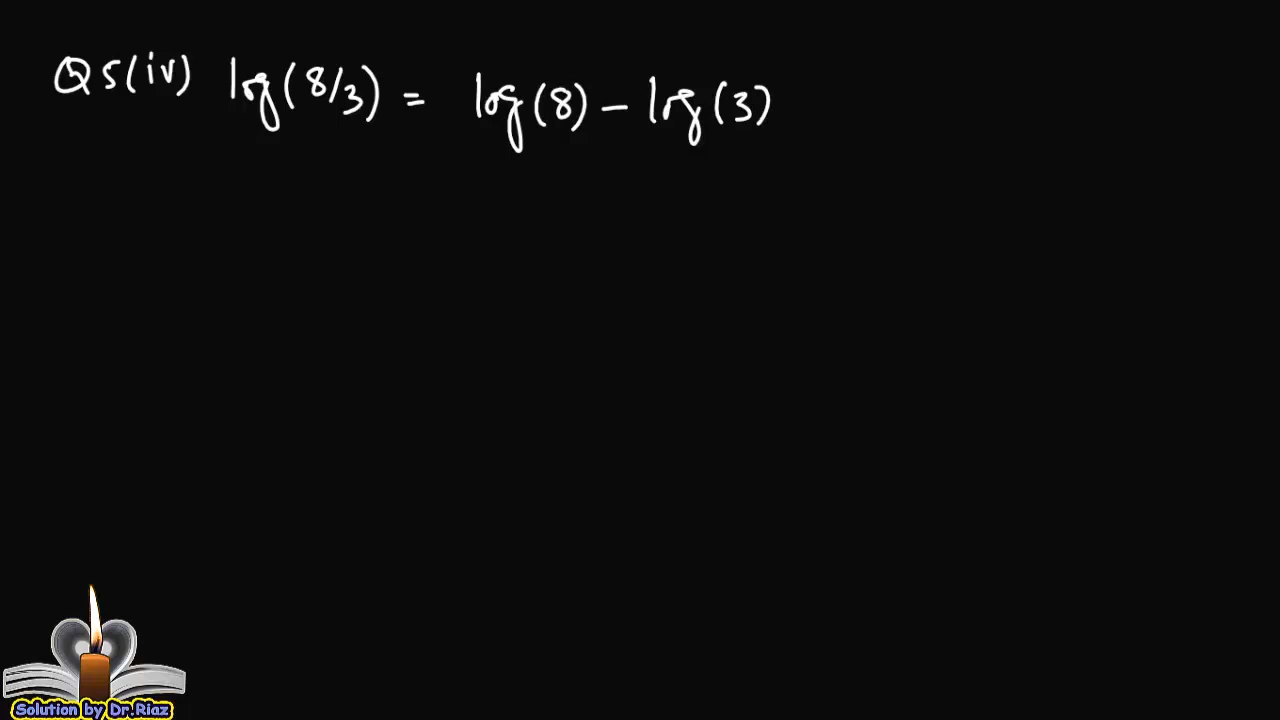 Q5(iv) log(8/3) = log(8) - log(3)
Solution by Dr.Riaz